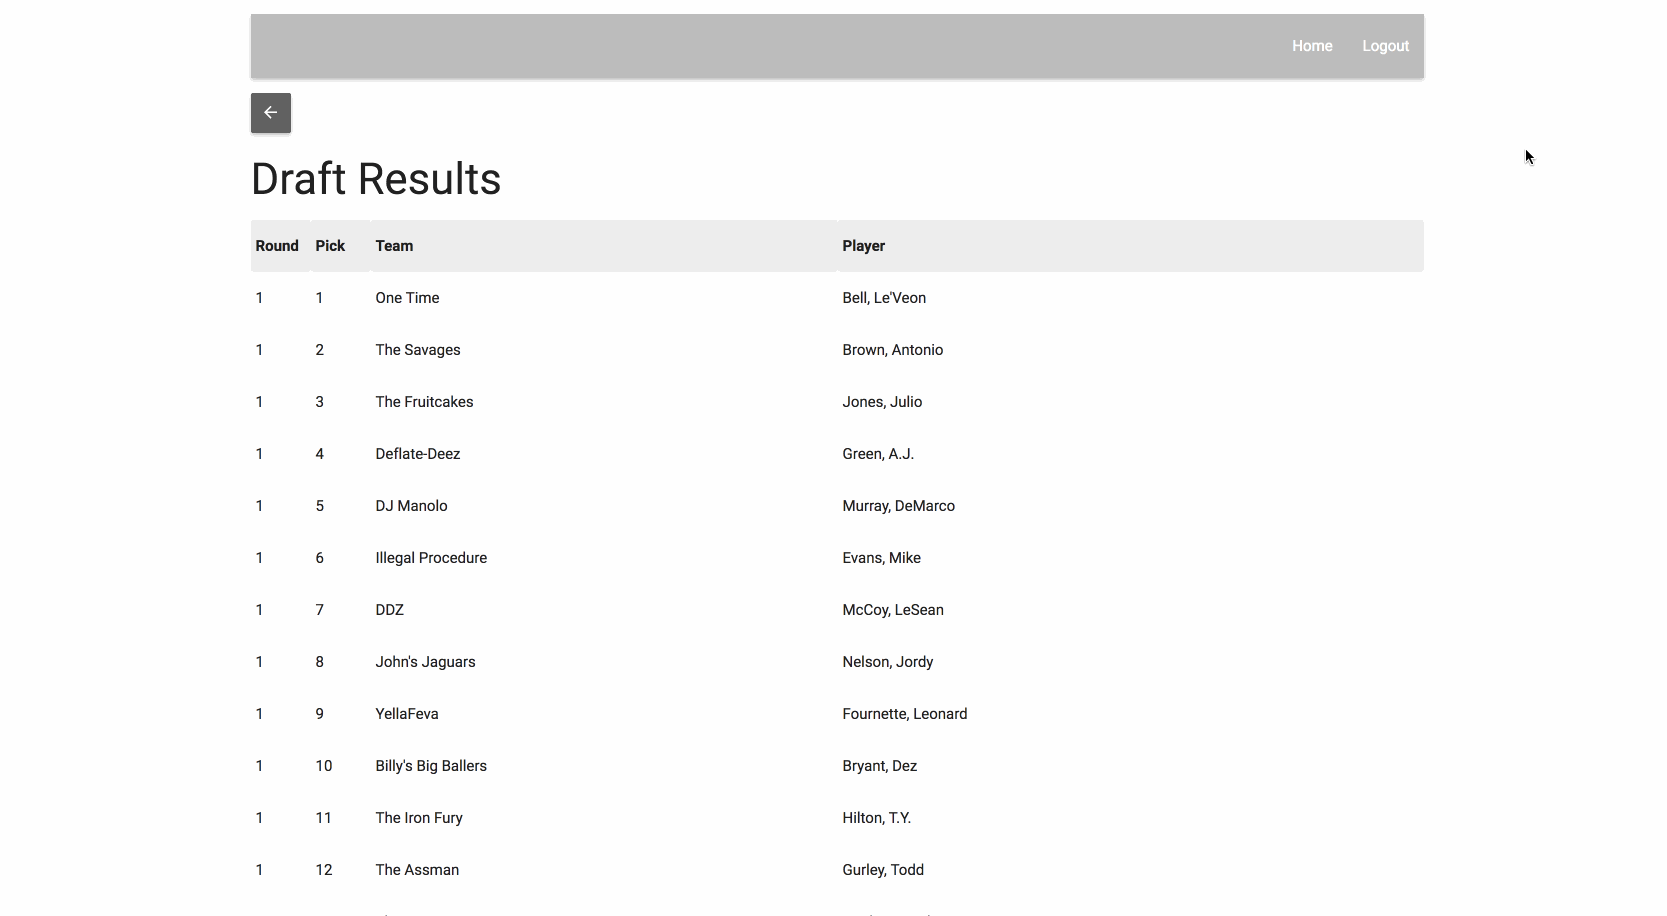 Home Logout
Draft Results
Round Pick Team Player
1 1 One Time Bell, Le'Veon
1 2 The Savages Brown, Antonio
1 3 The Fruitcakes Jones, Julio
1 4 Deflate-Deez Green, A.J.
1 5 DJ Manolo Murray, DeMarco
1 6 Illegal Procedure Evans, Mike
1 7 DDZ McCoy, LeSean
1 8 John's Jaguars Nelson, Jordy
1 9 YellaFeva Fournette, Leonard
1 10 Billy's Big Ballers Bryant, Dez
1 11 The Iron Fury Hilton, T.Y.
1 12 The Assman Gurley, Todd